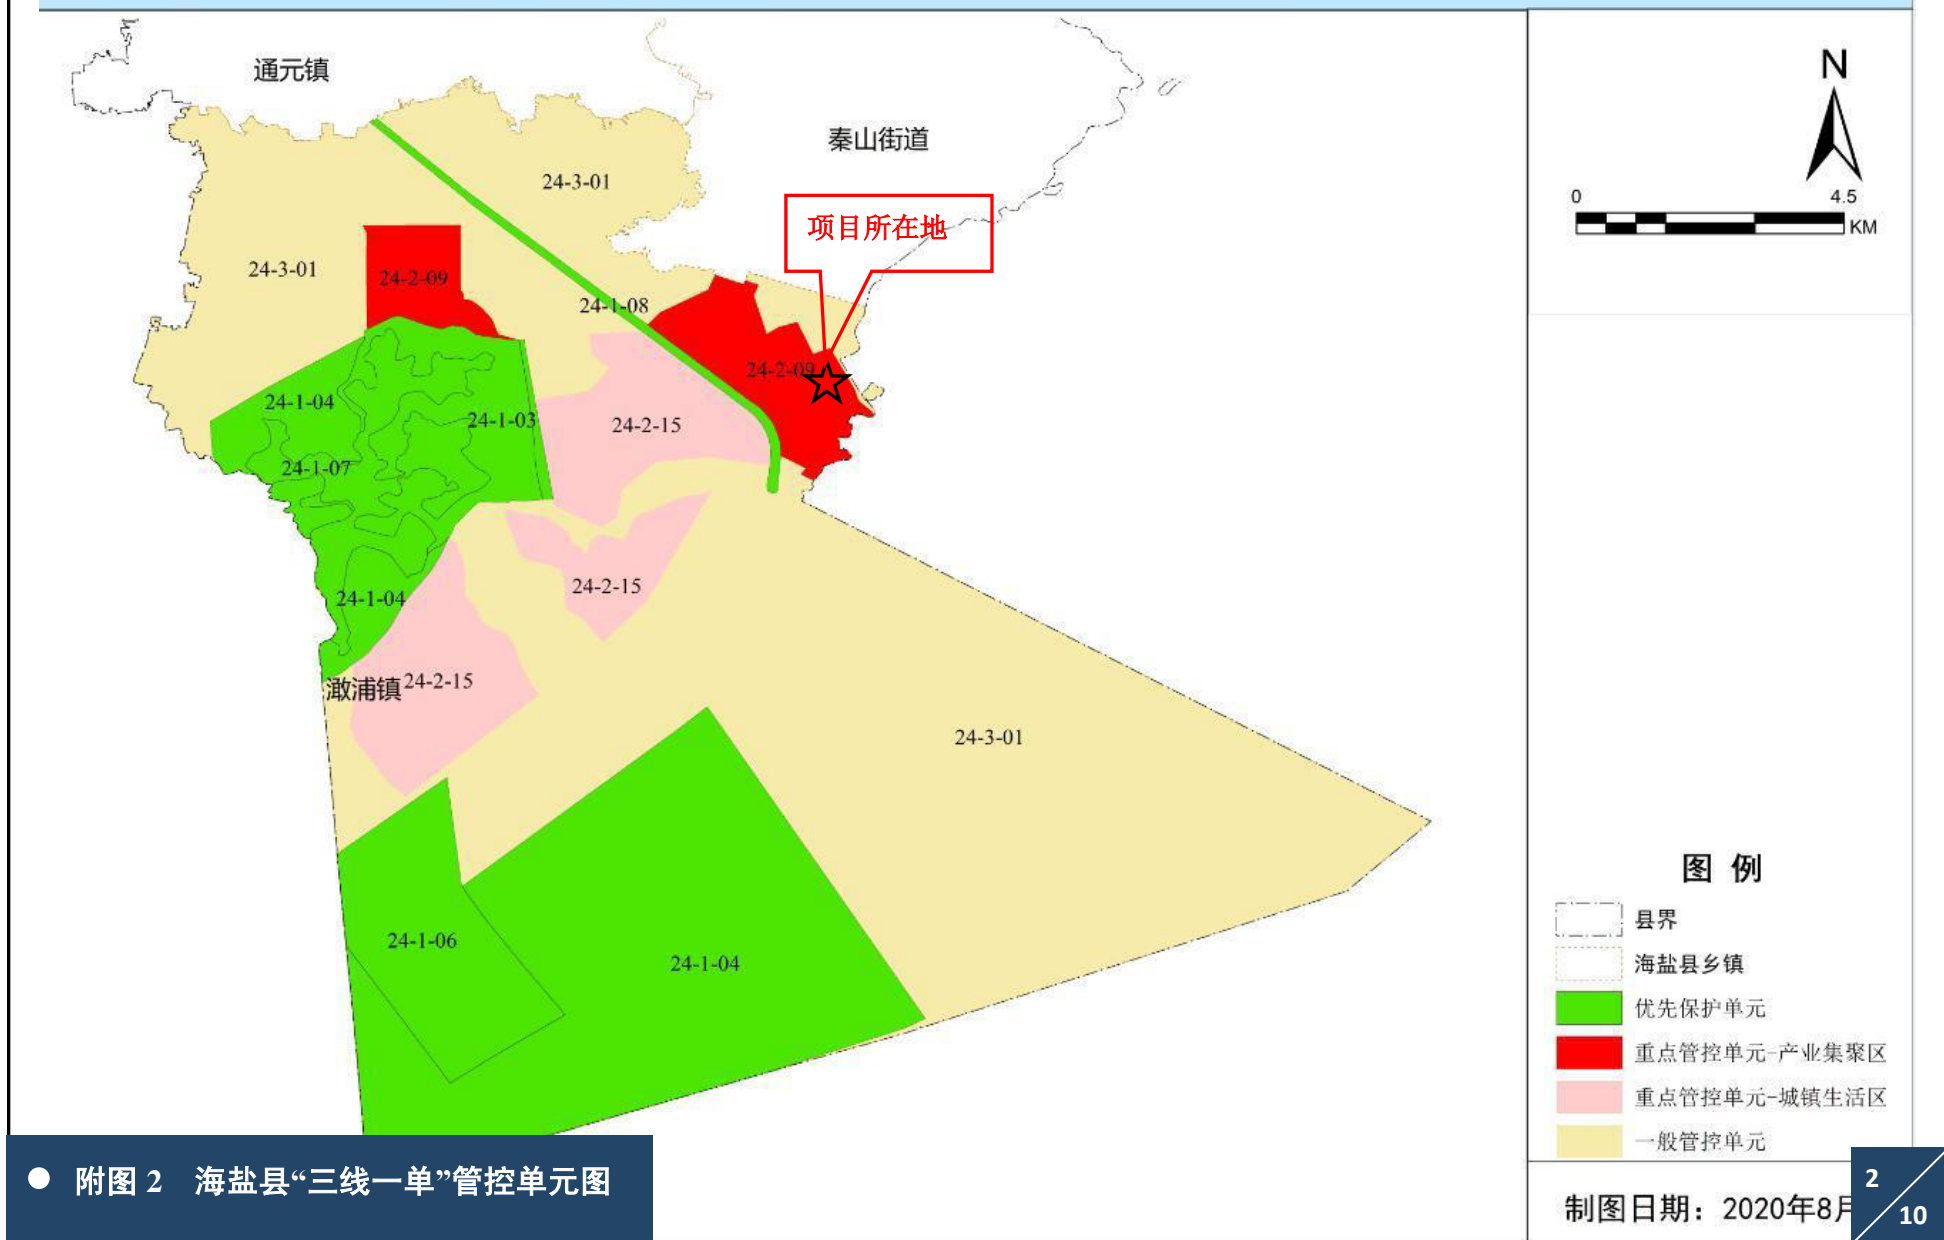 通元镇
秦山街道
N
0 4.5
KM
24-3-01
项目所在地
24-3-01
24-2-09
24-1-08
24-2-09
24-1-04
24-1-03
24-2-15
24-1-07
24-1-04
24-2-15
澉浦镇
24-2-15
24-3-01
24-1-06
24-1-04
图 例
县界
海盐县乡镇
优先保护单元
重点管控单元-产业集聚区
重点管控单元-城镇生活区
一般管控单元
制图日期：2020年8月
● 附图 2 海盐县“三线一单”管控单元图
2
10